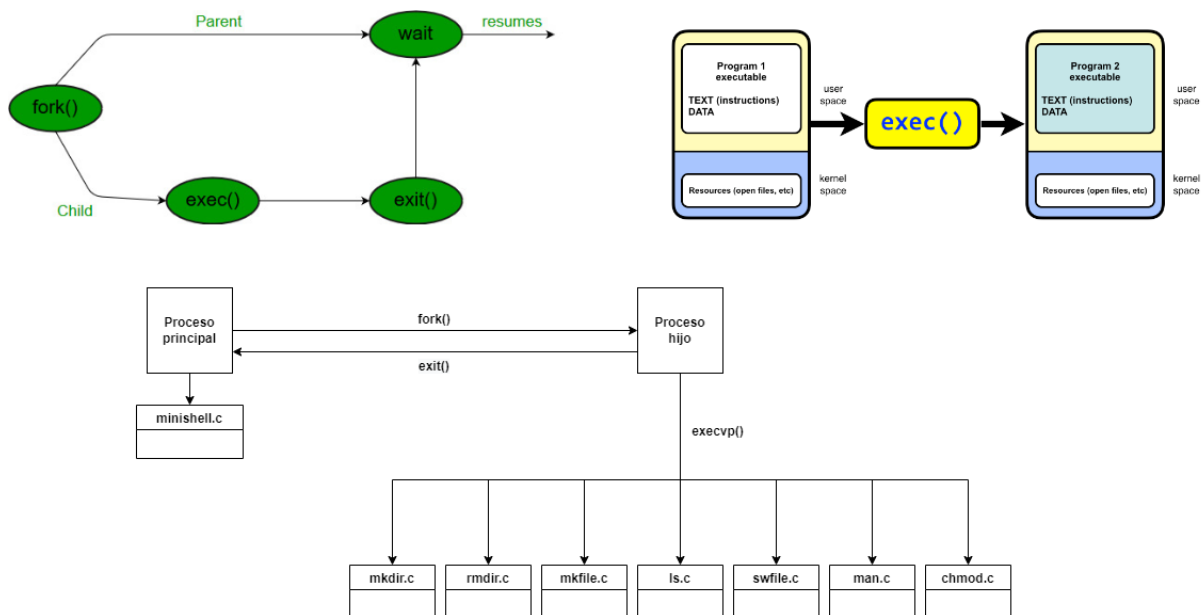 Parent
wait
resumes
fork()
Child
exec()
exit()
Program 1
executable
TEXT (instructions)
DATA
user
space
Resources (open files, etc)
kernel
space
exec()
Program 2
executable
TEXT (instructions)
DATA
user
space
Resources (open files, etc)
kernel
space
Proceso
principal
fork()
exit()
Proceso
hijo
minishell.c
execvp()
mkdir.c
rmdir.c
mkfile.c
ls.c
swfile.c
man.c
chmod.c